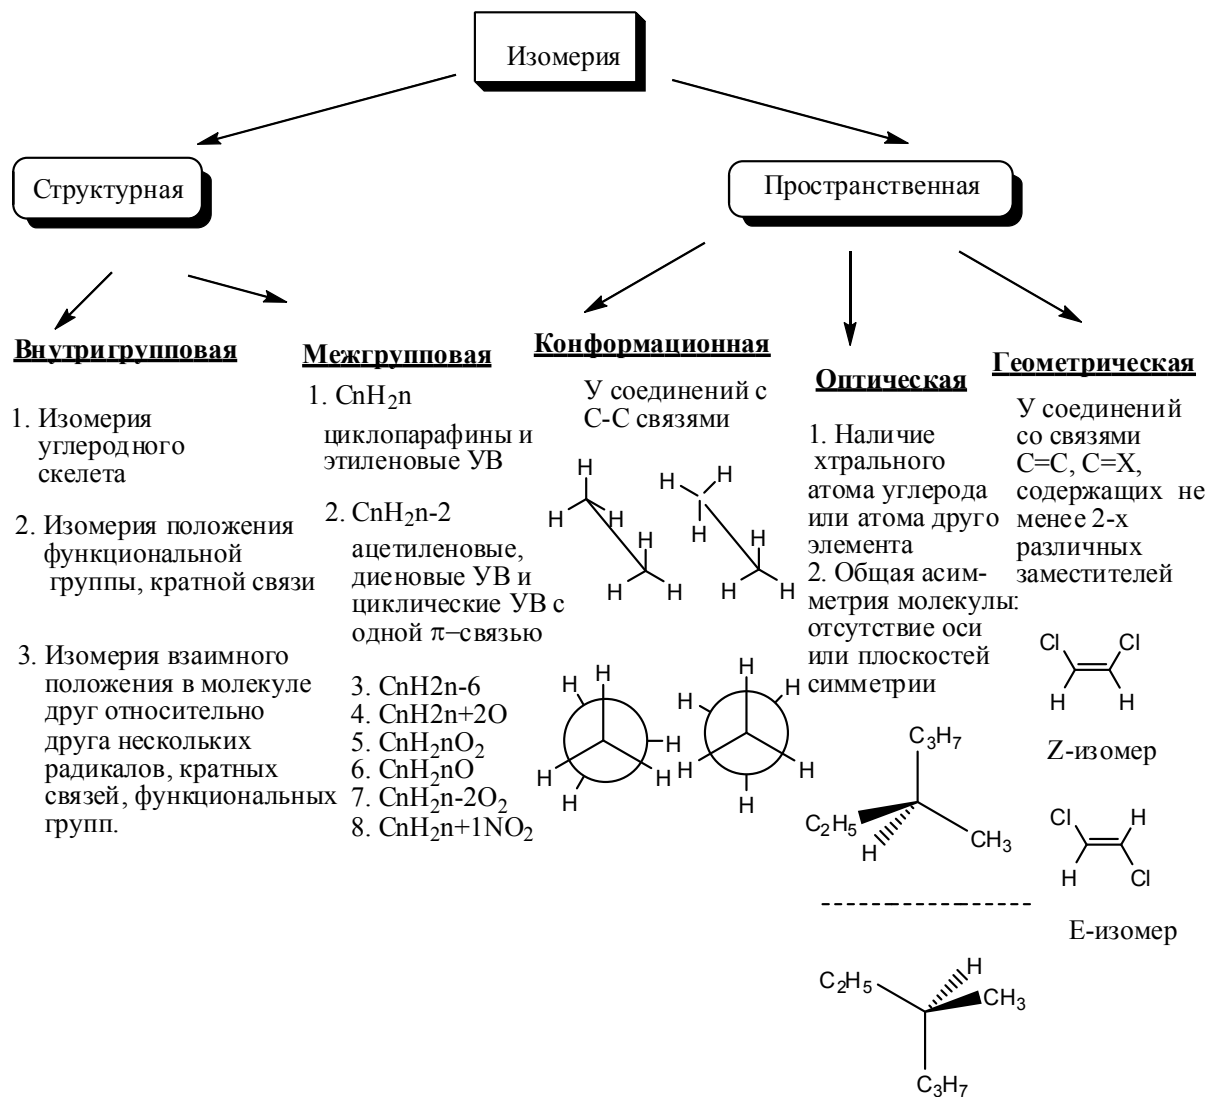 Изомерия
Структурная
Пространственная
Внутригрупповая
1. Изомерия
углеродного
скелета
2. Изомерия положения
функциональной
группы, кратной связи
3. Изомерия взаимного
положения в молекуле
друг относительно
друга нескольких
радикалов, кратных
связей, функциональных
групп.
Межгрупповая
1. CnH2n
циклопарафины и
этиленовые УВ
2. CnH2n-2
ацетиленовые,
диеновые УВ и
циклические УВ с
одной π−связью
3. CnH2n-6
4. CnH2n+2O
5. CnH2nO2
6. CnH2nO
7. CnH2n-2O2
8. CnH2n+1NO2
Конформационная
У соединений с
С-С связями
H
H H
H
H H
H
H
H
H
H H
H
H
H
H H
H
H
H
H H
H
H
Оптическая
1. Наличие
хтрального
атома углерода
или атома друго
элемента
2. Общая асим-
метрия молекулы:
отсутствие оси
или плоскостей
симметрии
C3H7
C2H5
H
CH3
C2H5
H
CH3
C3H7
Геометрическая
У соединений
со связями
С=С, С=Х,
содержащих не
менее 2-х
различных
заместителей
Cl Cl
H H
Z-изомер
Cl H
H Cl
Е-изомер